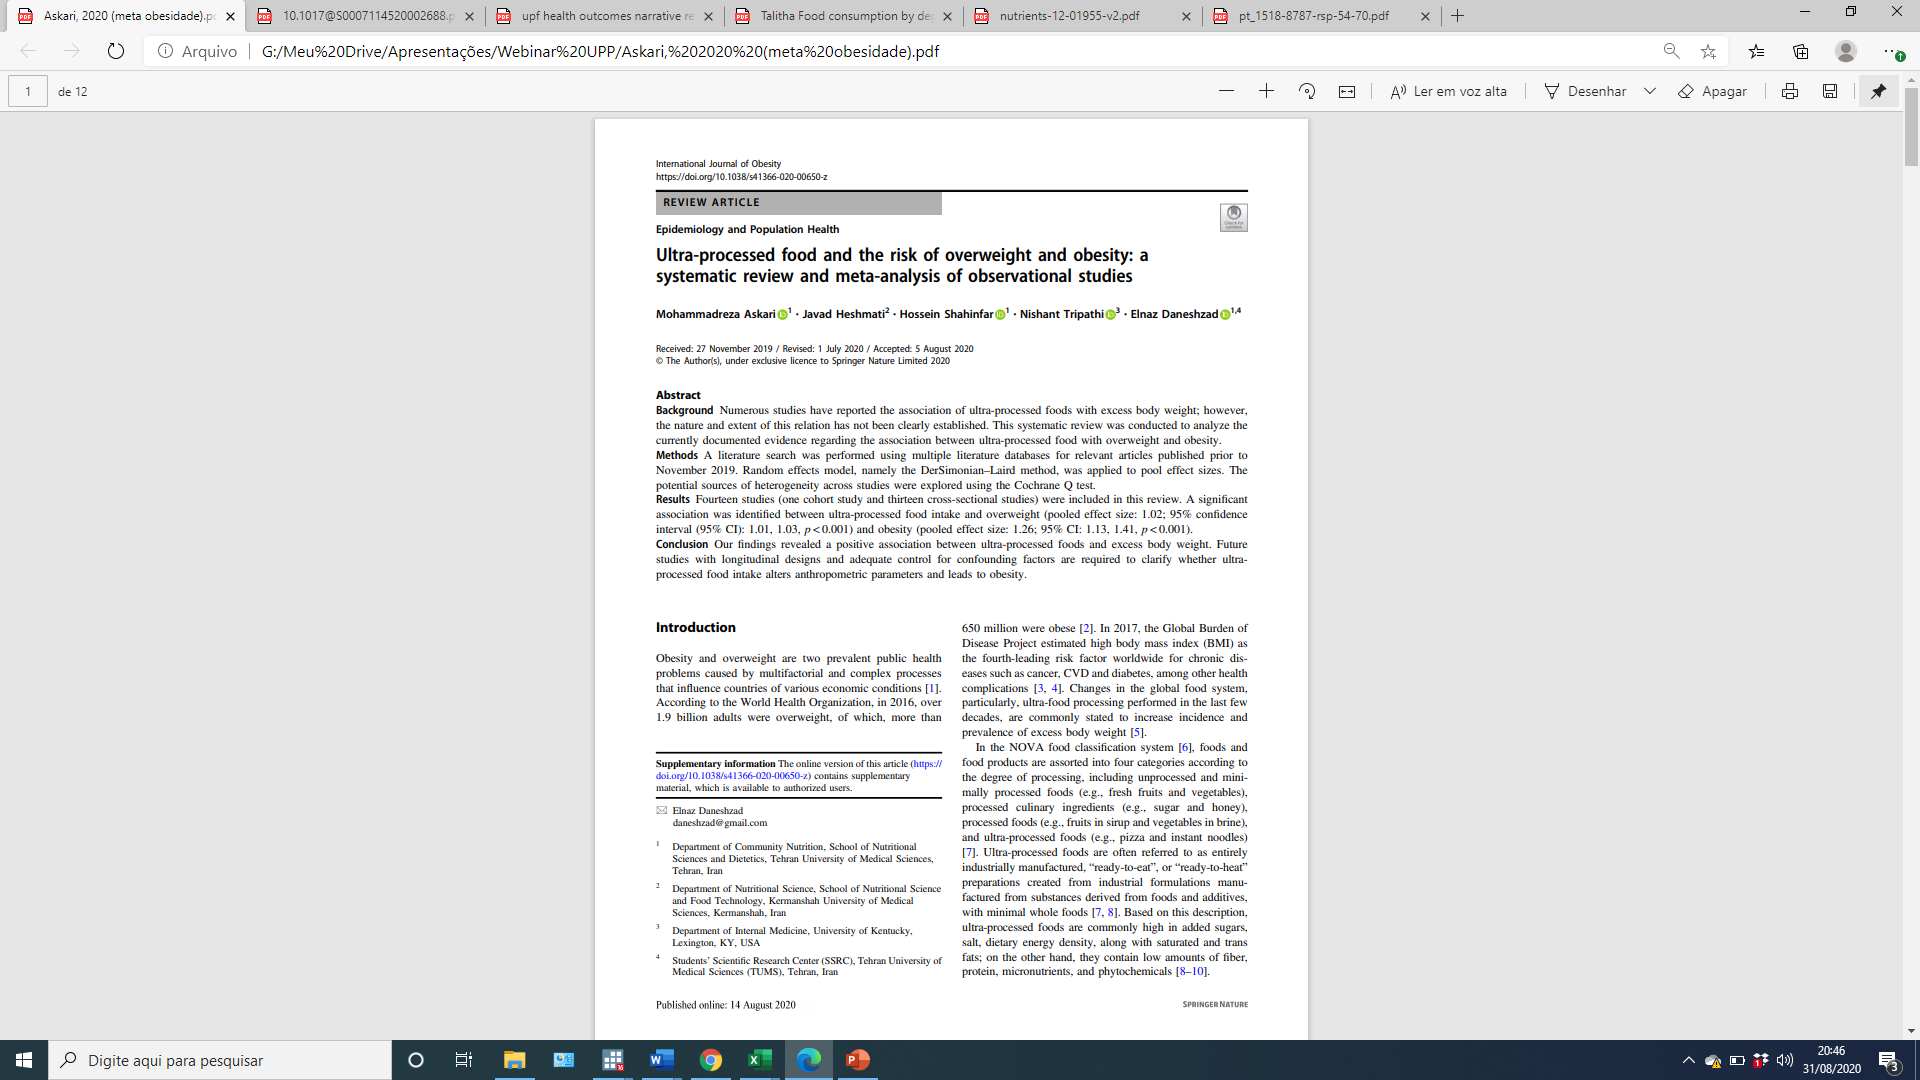 Askari, 2020 (meta obesidade).pc
10.1017@S0007114520002688.p
upf health outcomes narrative re
Talitha Food consumption by dec
nutrients-12-01955-v2.pdf
pt_1518-8787-rsp-54-70.pdf
Arquivo
G:/Meu%20Drive/Apresentações/Webinar%20UPP/Askari,%202020%20(meta%20obesidade).pdf
1 de 12
Ler em voz alta
Desenhar
Apagar
International Journal of Obesity
https://doi.org/10.1038/s41366-020-00650-z
REVIEW ARTICLE
Check for
updates
Epidemiology and Population Health
Ultra-processed food and the risk of overweight and obesity: a
systematic review and meta-analysis of observational studies
Mohammadreza Askari 1 · Javad Heshmati2 · Hossein Shahinfar 1 · Nishant Tripathi 3 · Elnaz Daneshzad 1,4
Received: 27 November 2019 / Revised: 1 July 2020 / Accepted: 5 August 2020
© The Author(s), under exclusive licence to Springer Nature Limited 2020
Abstract
Background Numerous studies have reported the association of ultra-processed foods with excess body weight; however,
the nature and extent of this relation has not been clearly established. This systematic review was conducted to analyze the
currently documented evidence regarding the association between ultra-processed food with overweight and obesity.
Methods A literature search was performed using multiple literature databases for relevant articles published prior to
November 2019. Random effects model, namely the DerSimonian–Laird method, was applied to pool effect sizes. The
potential sources of heterogeneity across studies were explored using the Cochrane Q test.
Results Fourteen studies (one cohort study and thirteen cross-sectional studies) were included in this review. A significant
association was identified between ultra-processed food intake and overweight (pooled effect size: 1.02; 95% confidence
interval (95% CI): 1.01, 1.03, p < 0.001) and obesity (pooled effect size: 1.26; 95% CI: 1.13, 1.41, p < 0.001).
Conclusion Our findings revealed a positive association between ultra-processed foods and excess body weight. Future
studies with longitudinal designs and adequate control for confounding factors are required to clarify whether ultra-
processed food intake alters anthropometric parameters and leads to obesity.
Introduction
Obesity and overweight are two prevalent public health
problems caused by multifactorial and complex processes
that influence countries of various economic conditions [1].
According to the World Health Organization, in 2016, over
1.9 billion adults were overweight, of which, more than
Supplementary information The online version of this article (https://
doi.org/10.1038/s41366-020-00650-z) contains supplementary
material, which is available to authorized users.
Elnaz Daneshzad
daneshzad@gmail.com
1 Department of Community Nutrition, School of Nutritional
Sciences and Dietetics, Tehran University of Medical Sciences,
Tehran, Iran
2 Department of Nutritional Science, School of Nutritional Science
and Food Technology, Kermanshah University of Medical
Sciences, Kermanshah, Iran
3 Department of Internal Medicine, University of Kentucky,
Lexington, KY, USA
4 Students' Scientific Research Center (SSRC), Tehran University of
Medical Sciences (TUMS), Tehran, Iran
650 million were obese [2]. In 2017, the Global Burden of
Disease Project estimated high body mass index (BMI) as
the fourth-leading risk factor worldwide for chronic dis-
eases such as cancer, CVD and diabetes, among other health
complications [3, 4]. Changes in the global food system,
particularly, ultra-food processing performed in the last few
decades, are commonly stated to increase incidence and
prevalence of excess body weight [5].
In the NOVA food classification system [6], foods and
food products are assorted into four categories according to
the degree of processing, including unprocessed and mini-
mally processed foods (e.g., fresh fruits and vegetables),
processed culinary ingredients (e.g., sugar and honey),
processed foods (e.g., fruits in sirup and vegetables in brine),
and ultra-processed foods (e.g., pizza and instant noodles)
[7]. Ultra-processed foods are often referred to as entirely
industrially manufactured, “ready-to-eat”, or “ready-to-heat”
preparations created from industrial formulations manu-
factured from substances derived from foods and additives,
with minimal whole foods [7, 8]. Based on this description,
ultra-processed foods are commonly high in added sugars,
salt, dietary energy density, along with saturated and trans
fats; on the other hand, they contain low amounts of fiber,
protein, micronutrients, and phytochemicals [8–10].
Published online: 14 August 2020
SPRINGER NATURE
Digite aqui para pesquisar
20:46
31/08/2020
3